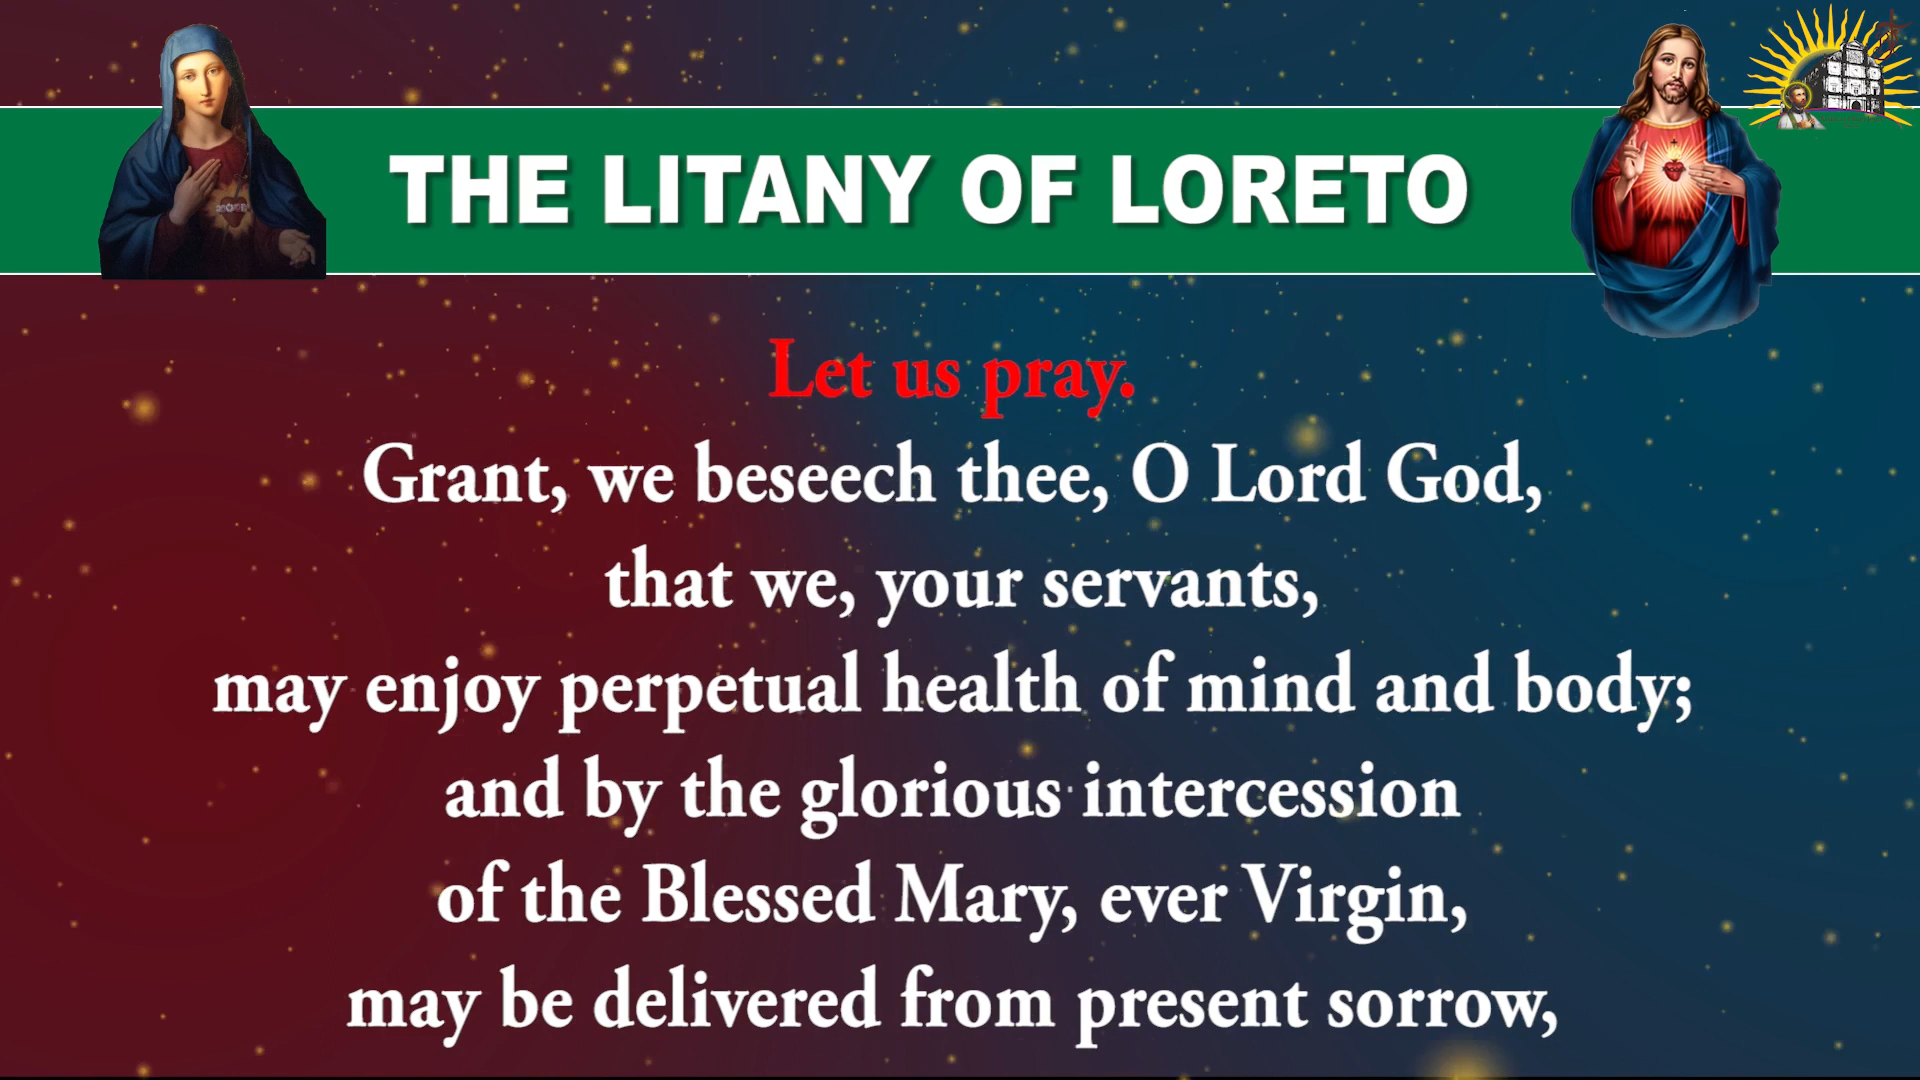 THE LITANY OF LORETO
Let us pray.
Grant, we beseech thee, O Lord God,
that we, your servants,
may enjoy perpetual health of mind and body;
and by the glorious intercession
of the Blessed Mary, ever Virgin,
may be delivered from present sorrow,